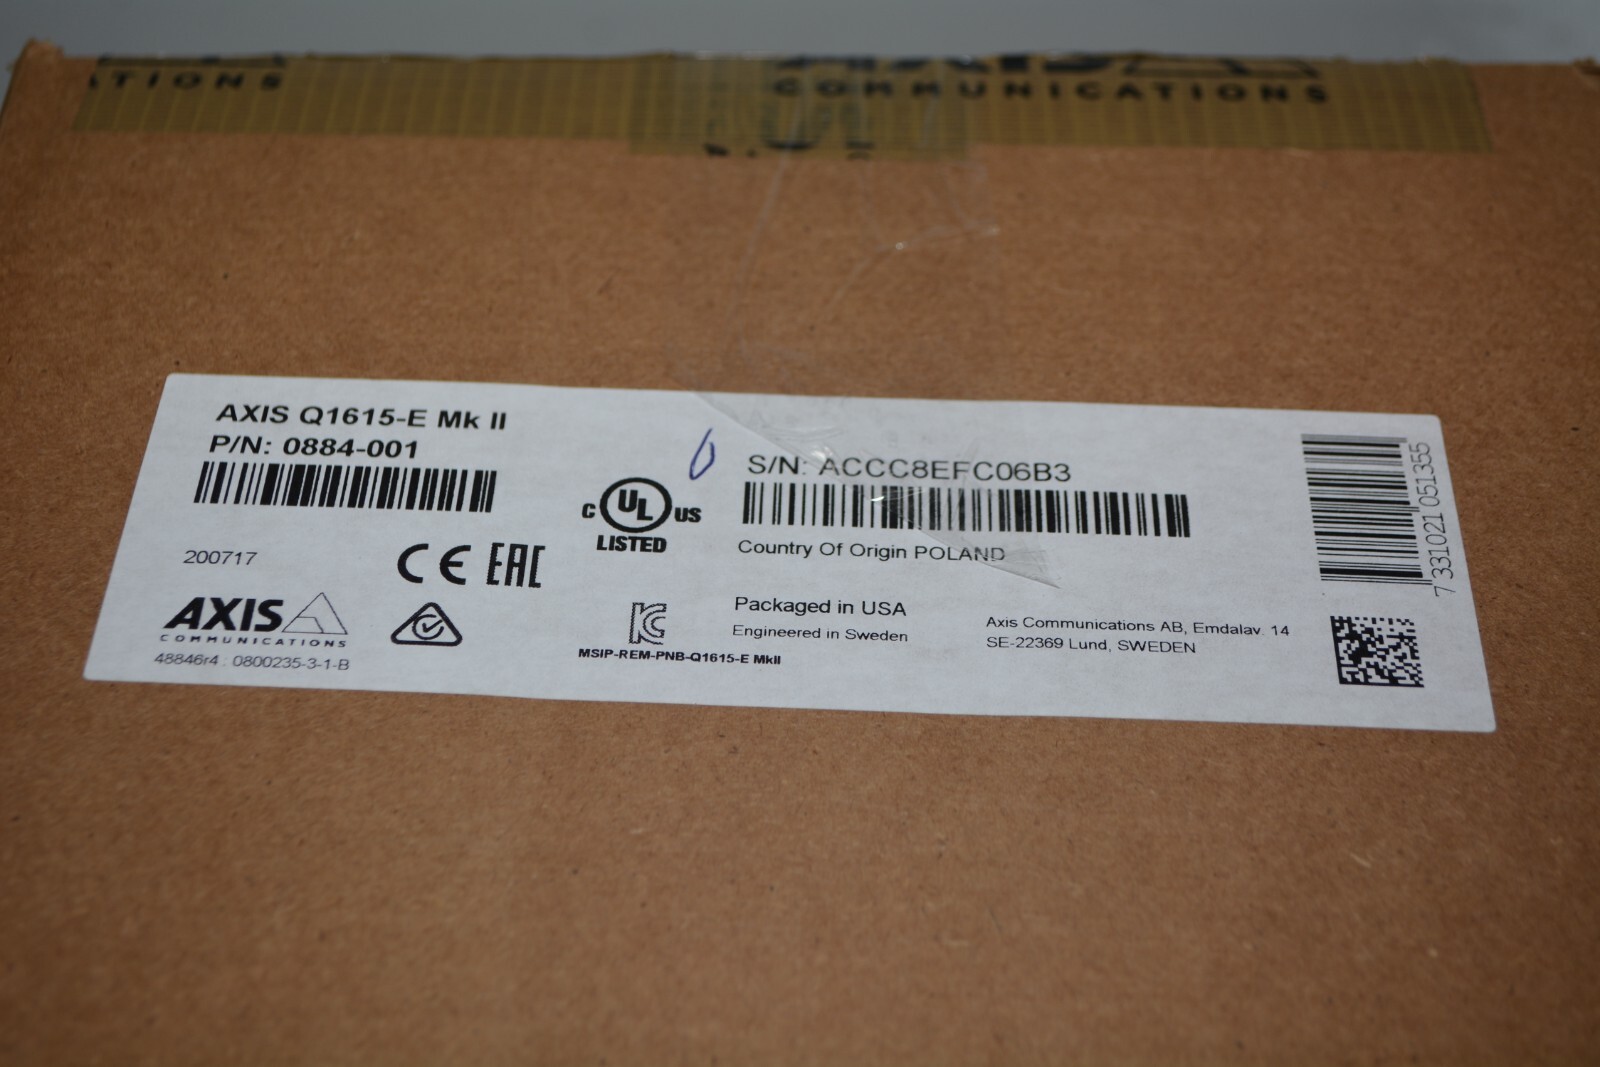 COMMUNICATIONS
AXIS Q1615-E Mk II
P/N: 0884-001
S/N: ACCC8EFC06B3
C UL US
LISTED
Country Of Origin POLAND
200717
CE EAC
AXIS
COMMUNICATIONS
48846r4 : 0800235-3-1-B
KC
MSIP-REM-PNB-Q1615-E MkII
Packaged in USA
Engineered in Sweden
Axis Communications AB, Emdalav. 14
SE-22369 Lund, SWEDEN
7 331021 051355